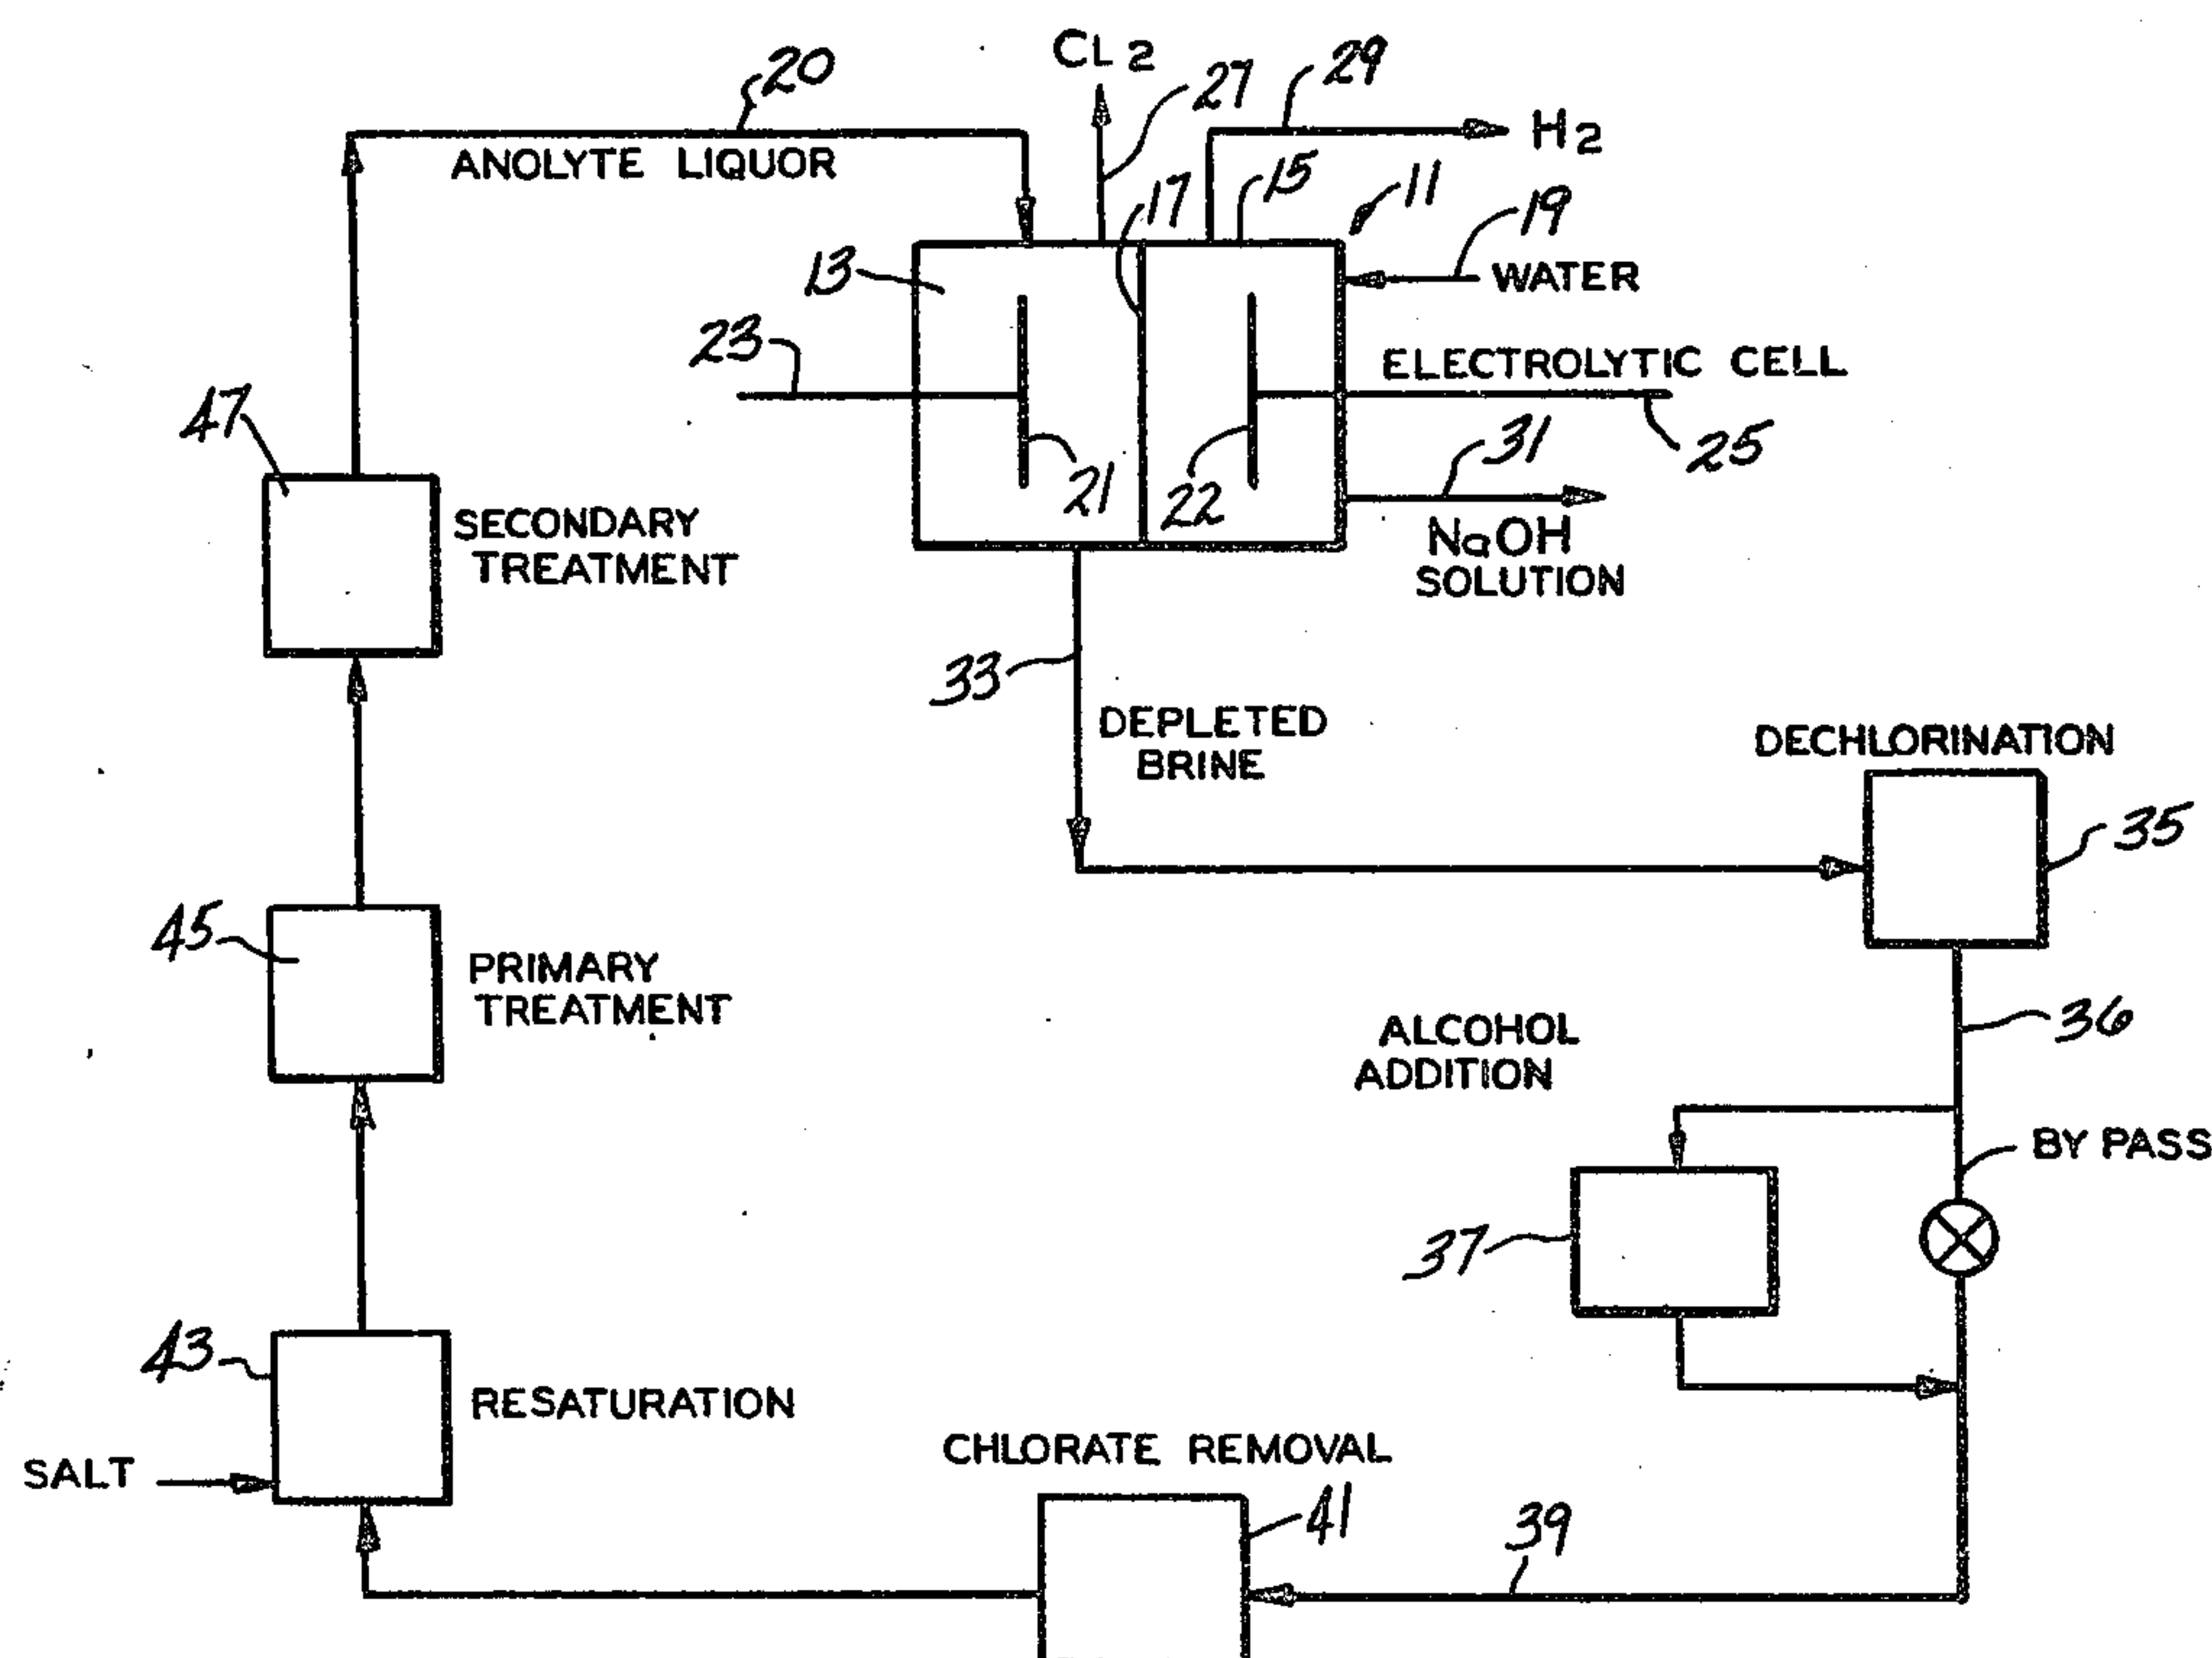 20
CL 2
27
29
H2
ANOLYTE LIQUOR
17
15
11
19
13
WATER
23
ELECTROLYTIC CELL
47
21
22
31
25
SECONDARY
TREATMENT
NaOH
SOLUTION
33
DEPLETED
BRINE
DECHLORINATION
35
45
PRIMARY
TREATMENT
36
ALCOHOL
ADDITION
BY PASS
37
43
RESATURATION
CHLORATE REMOVAL
SALT
41
39